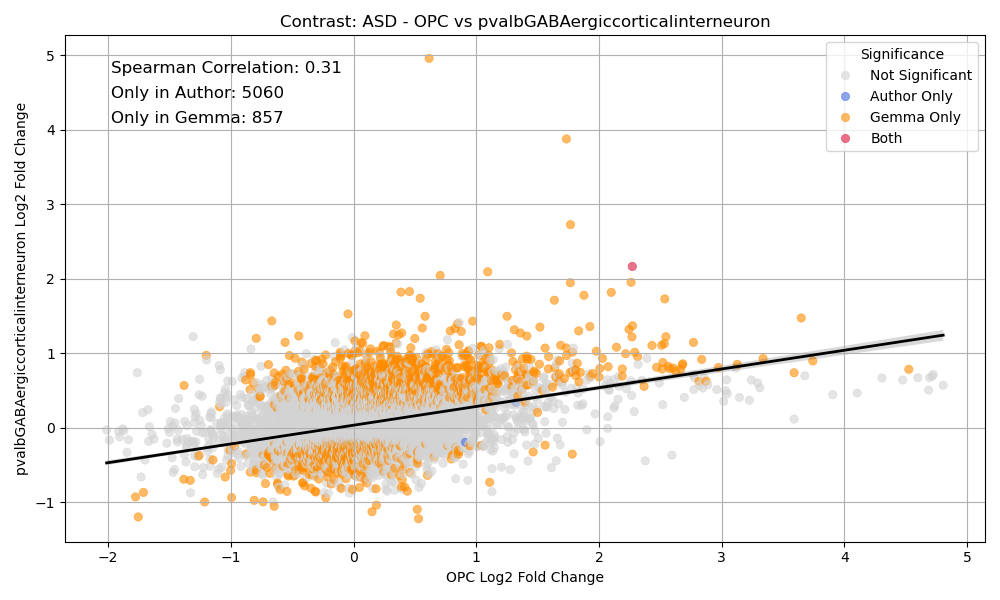 Contrast: ASD - OPC vs pvalbGABAergiccorticalinterneuron
Spearman Correlation: 0.31
Only in Author: 5060
Only in Gemma: 857
Significance
Not Significant
Author Only
Gemma Only
Both
pvalbGABAergiccorticalinterneuron Log2 Fold Change
5
4
3
2
1
0
−1
−2
−1
0
1
2
3
4
5
OPC Log2 Fold Change